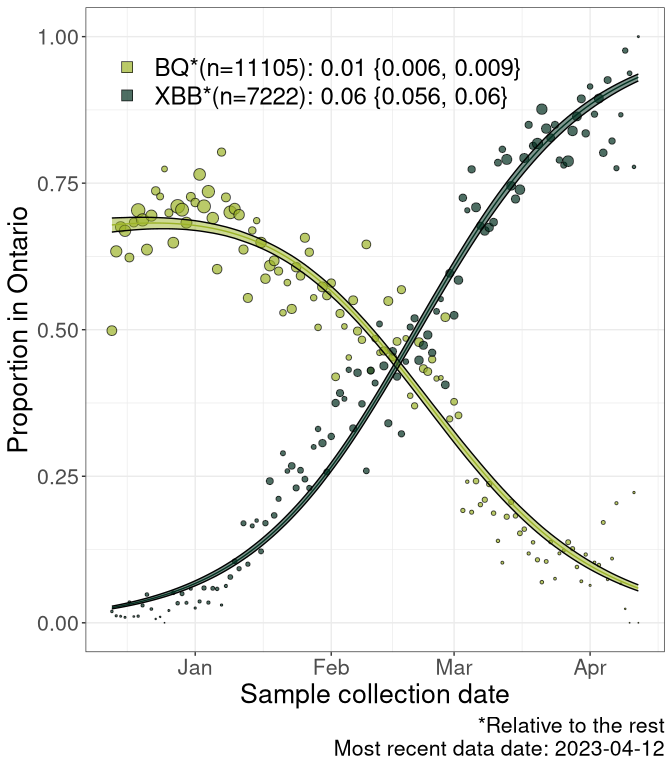 1.00
0.75
0.50
0.25
0.00
Proportion in Ontario
BQ*(n=11105): 0.01 {0.006, 0.009}
XBB*(n=7222): 0.06 {0.056, 0.06}
Jan Feb Mar Apr
Sample collection date
*Relative to the rest
Most recent data date: 2023-04-12